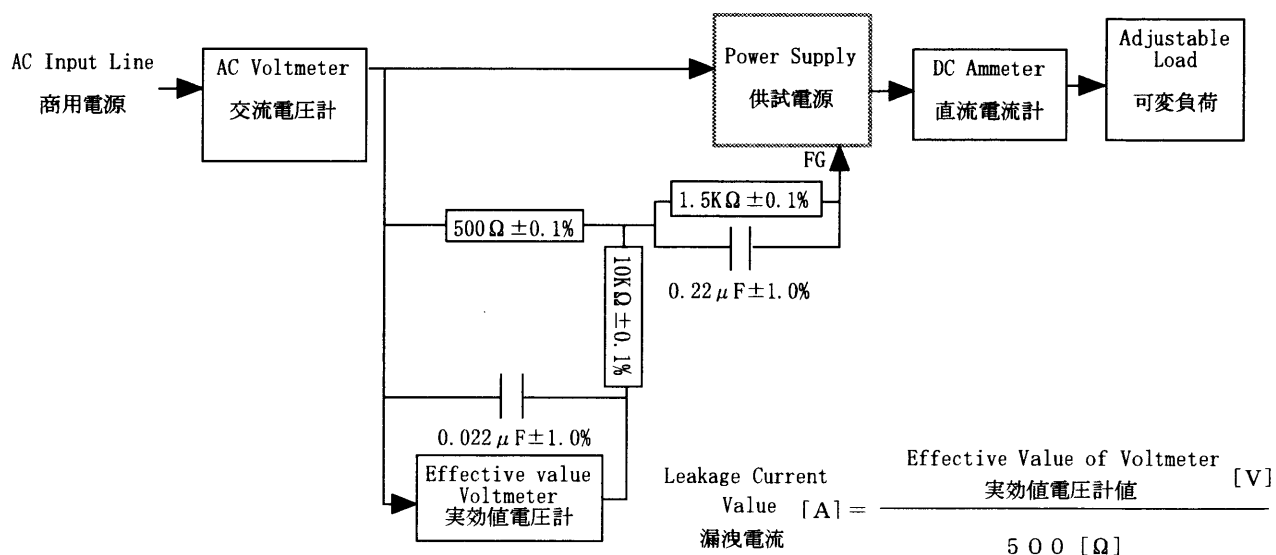 AC Input Line
商用電源
AC Voltmeter
交流電圧計
Power Supply
供試電源
FG
DC Ammeter
直流電流計
Adjustable
Load
可変負荷
500Ω±0.1%
1.5KΩ±0.1%
0.22μF±1.0%
10KΩ±0.1%
0.022μF±1.0%
Effective value
Voltmeter
実効値電圧計
Leakage Current
Value [A]=
漏洩電流
Effective Value of Voltmeter
実効値電圧計値 [V]
500[Ω]